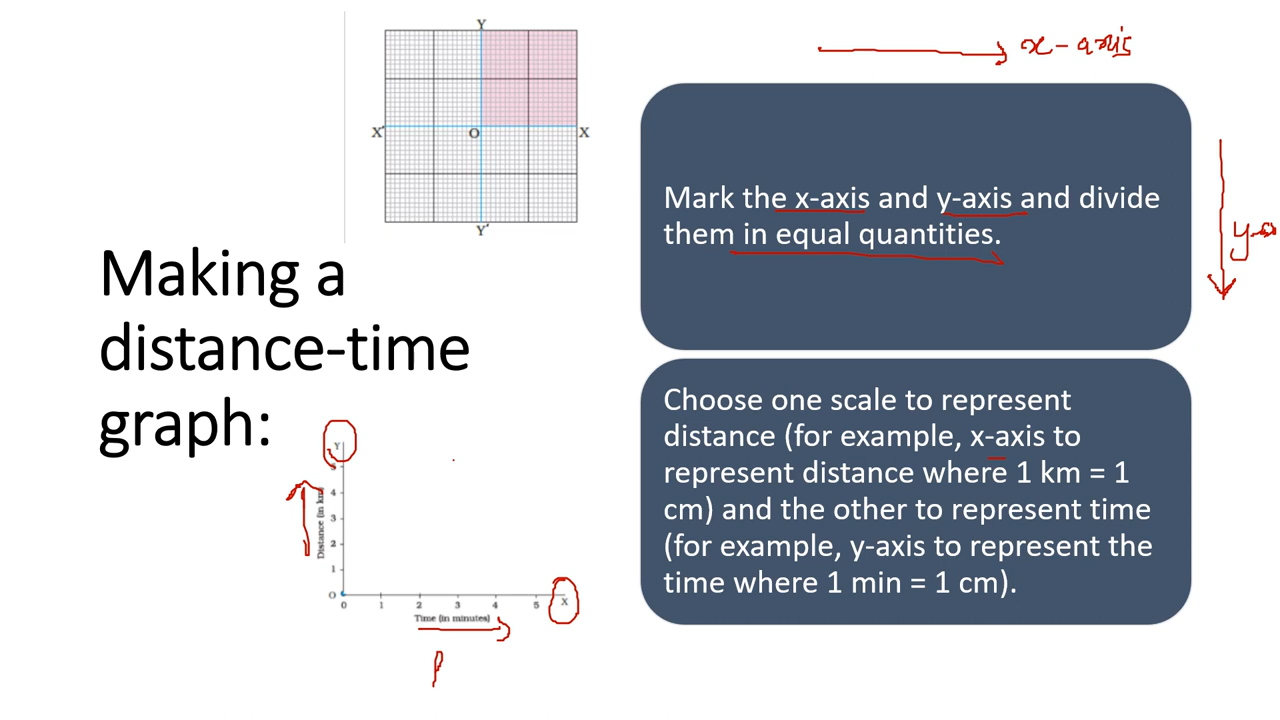 Y
X' O X
Y'
x-axis
Mark the x-axis and y-axis and divide
them in equal quantities.
Making a
distance-time
graph:
Choose one scale to represent
distance (for example, x-axis to
represent distance where 1 km = 1
cm) and the other to represent time
(for example, y-axis to represent the
time where 1 min = 1 cm).
Y
5
4
3
2
1
O
Distance (in km)
0 1 2 3 4 5 X
Time (in minutes)